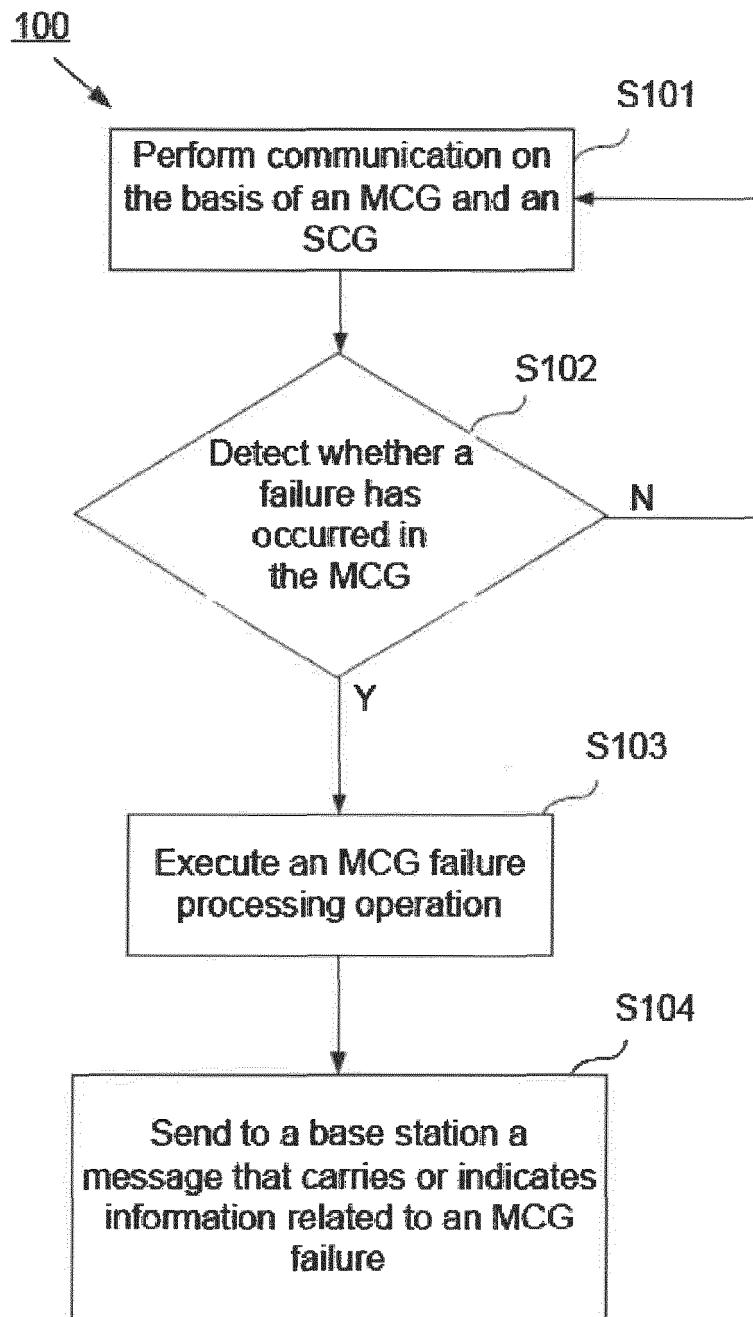 100
S101
Perform communication on
the basis of an MCG and an
SCG
S102
Detect whether a
failure has
occurred in
the MCG
N
Y
S103
Execute an MCG failure
processing operation
S104
Send to a base station a
message that carries or indicates
information related to an MCG
failure